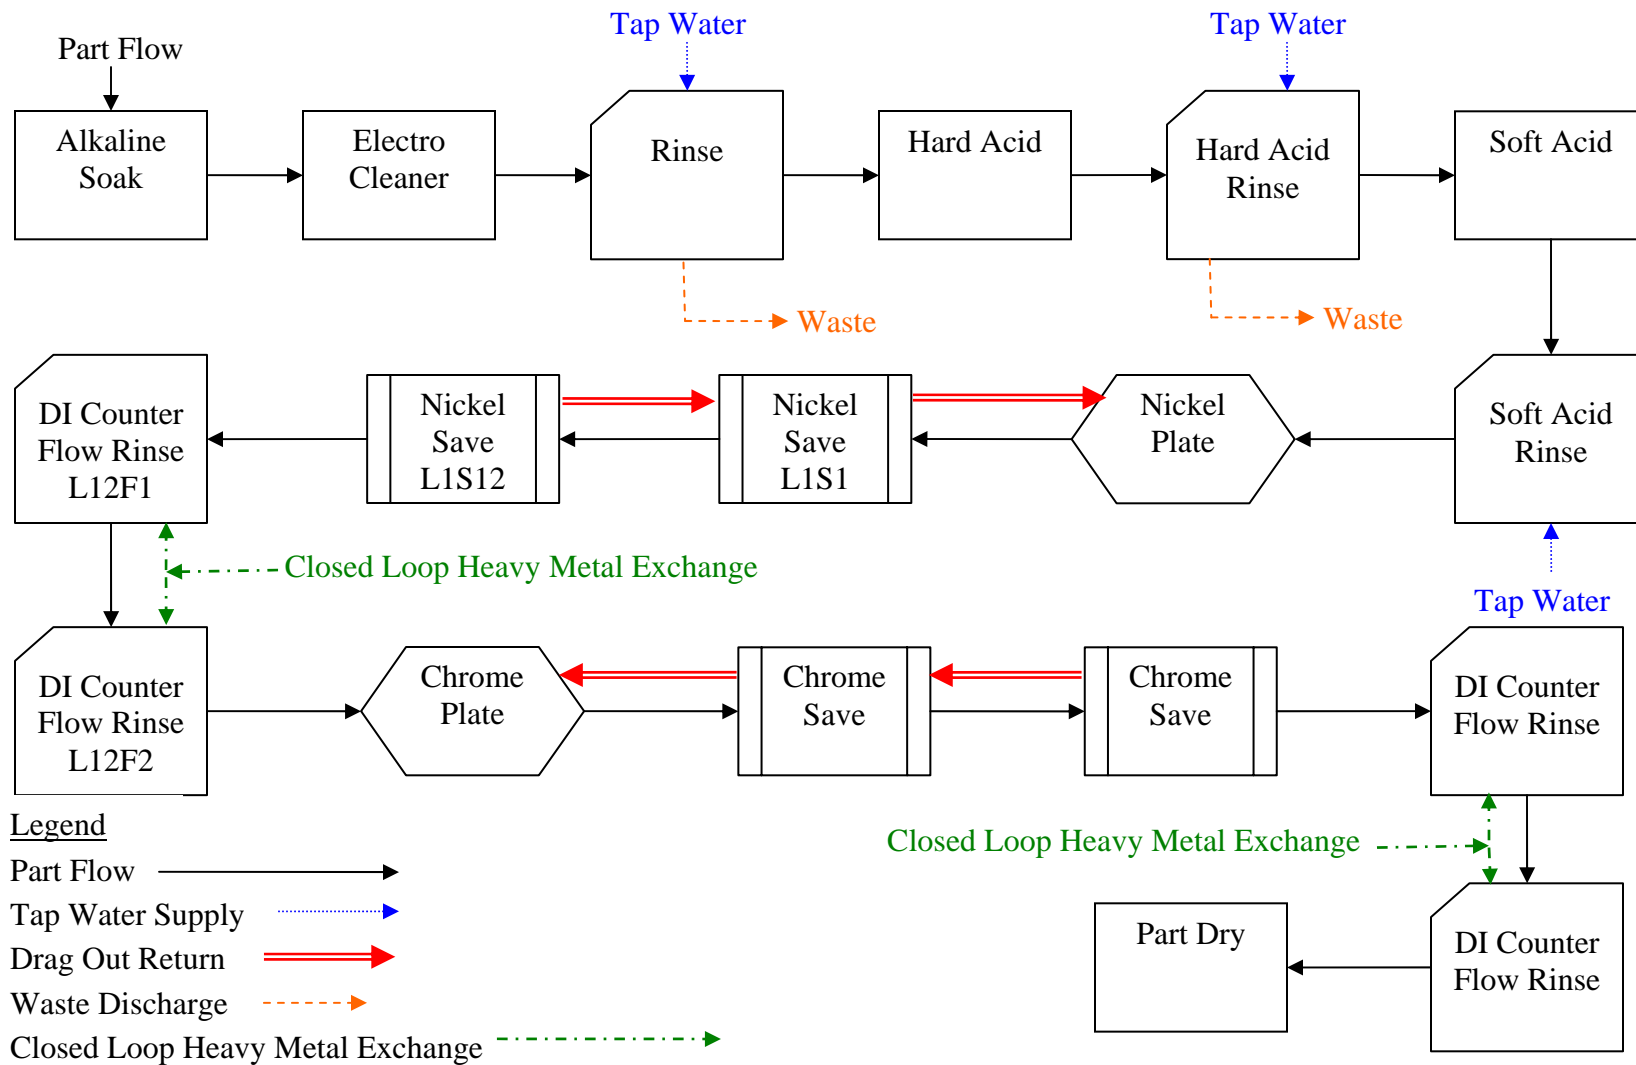 Tap Water
Tap Water
Part Flow
Alkaline
Soak
Electro
Cleaner
Rinse
Hard Acid
Hard Acid
Rinse
Soft Acid
Waste
Waste
DI Counter
Flow Rinse
L12F1
Nickel
Save
L1S12
Nickel
Save
L1S1
Nickel
Plate
Soft Acid
Rinse
Closed Loop Heavy Metal Exchange
Tap Water
DI Counter
Flow Rinse
L12F2
Chrome
Plate
Chrome
Save
Chrome
Save
DI Counter
Flow Rinse
Closed Loop Heavy Metal Exchange
Part Dry
DI Counter
Flow Rinse
Legend
Part Flow
Tap Water Supply
Drag Out Return
Waste Discharge
Closed Loop Heavy Metal Exchange